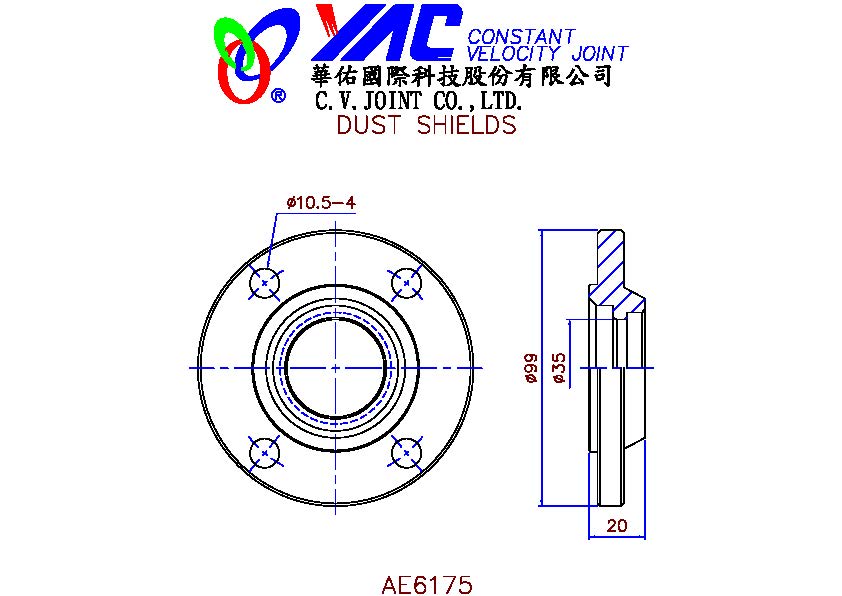 YAC CONSTANT
VELOCITY JOINT
®
華佑國際科技股份有限公司
C.V.JOINT CO.,LTD.
DUST SHIELDS
ø10.5-4
ø99
ø35
20
AE6175